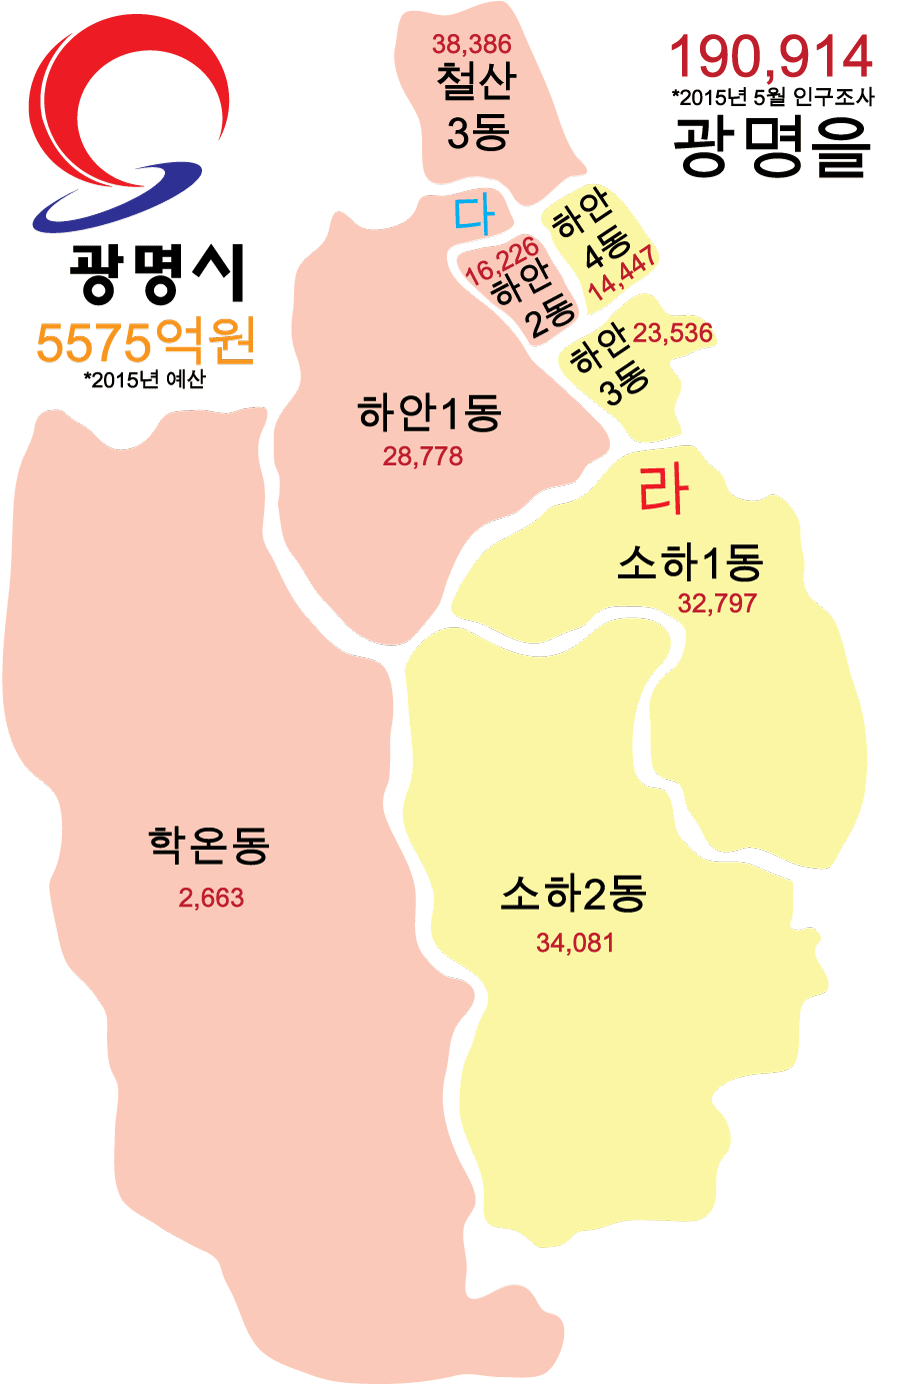 190,914
*2015년 5월 인구조사
광명을
광명시
5575억원
*2015년 예산
38,386
철산
3동
다
16,226
하안
2동
하안
4동
14,447
하안
3동
23,536
하안1동
28,778
라
소하1동
32,797
학온동
2,663
소하2동
34,081